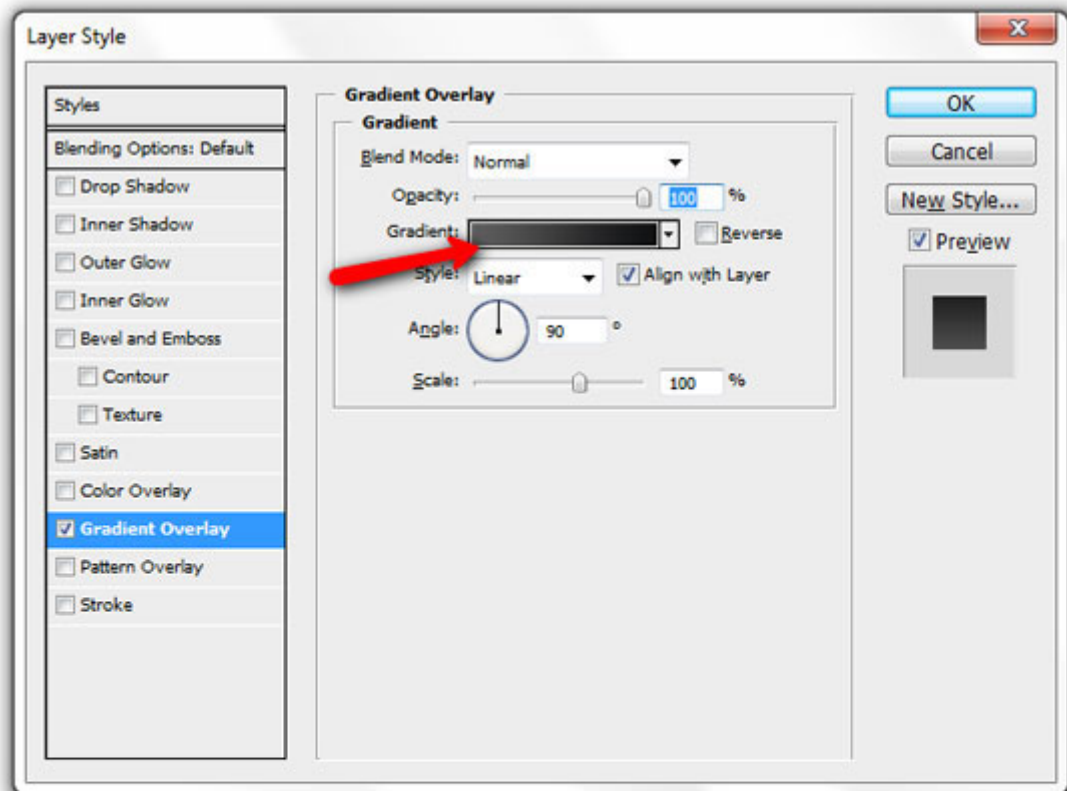 Layer Style
Styles
Blending Options: Default
Drop Shadow
Inner Shadow
Outer Glow
Inner Glow
Bevel and Emboss
Contour
Texture
Satin
Color Overlay
Gradient Overlay
Pattern Overlay
Stroke
Gradient Overlay
Gradient
Blend Mode: Normal
Opacity: 100 %
Gradient: Reverse
Style: Linear Align with Layer
Angle: 90 °
Scale: 100 %
OK
Cancel
New Style...
Preview